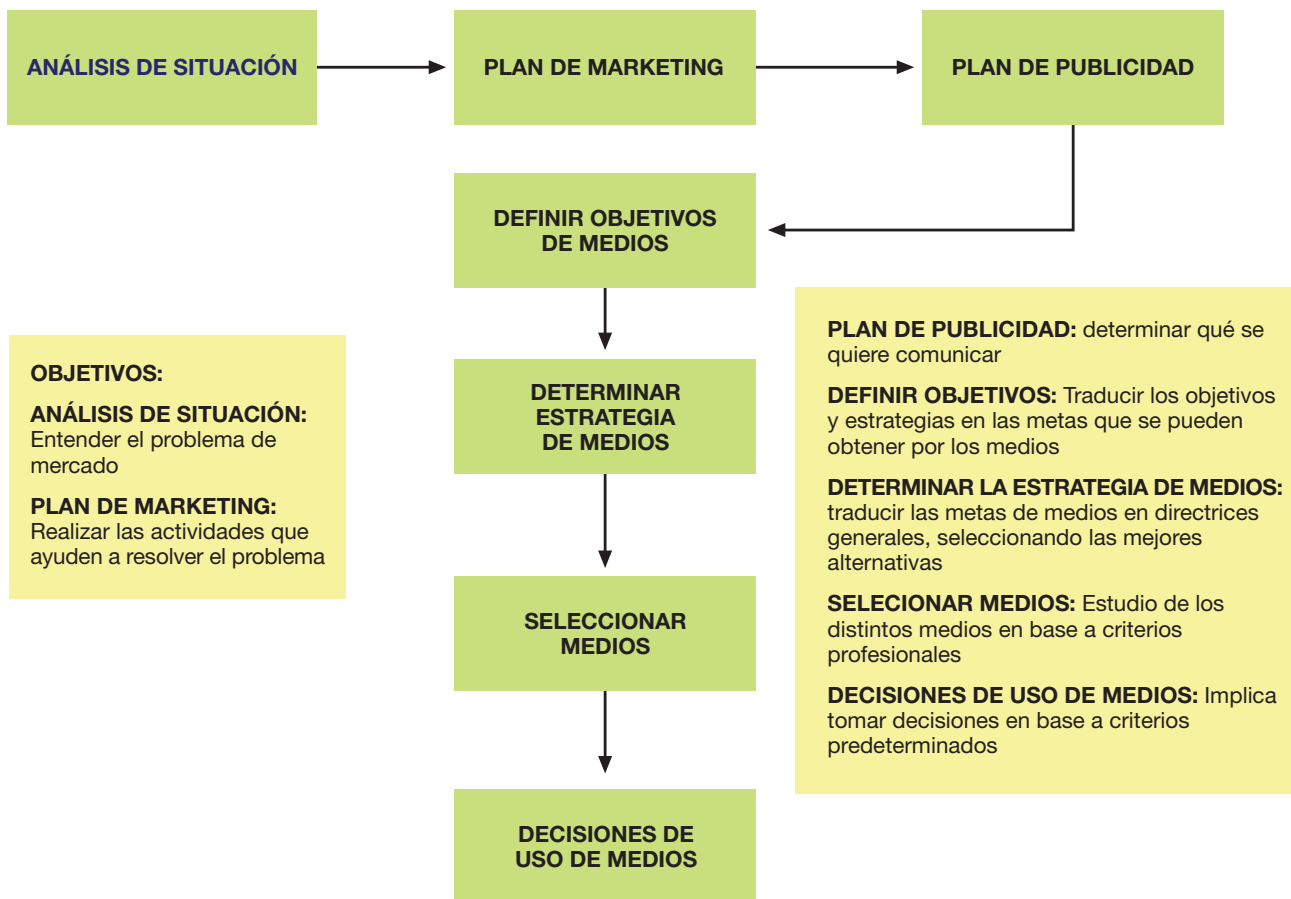 ANÁLISIS DE SITUACIÓN
PLAN DE MARKETING
PLAN DE PUBLICIDAD
DEFINIR OBJETIVOS
DE MEDIOS
DETERMINAR
ESTRATEGIA
DE MEDIOS
SELECCIONAR
MEDIOS
DECISIONES DE
USO DE MEDIOS
OBJETIVOS:
ANÁLISIS DE SITUACIÓN:
Entender el problema de
mercado
PLAN DE MARKETING:
Realizar las actividades que
ayuden a resolver el problema
PLAN DE PUBLICIDAD: determinar qué se
quiere comunicar
DEFINIR OBJETIVOS: Traducir los objetivos
y estrategias en las metas que se pueden
obtener por los medios
DETERMINAR LA ESTRATEGIA DE MEDIOS:
traducir las metas de medios en directrices
generales, seleccionando las mejores
alternativas
SELECIONAR MEDIOS: Estudio de los
distintos medios en base a criterios
profesionales
DECISIONES DE USO DE MEDIOS: Implica
tomar decisiones en base a criterios
predeterminados